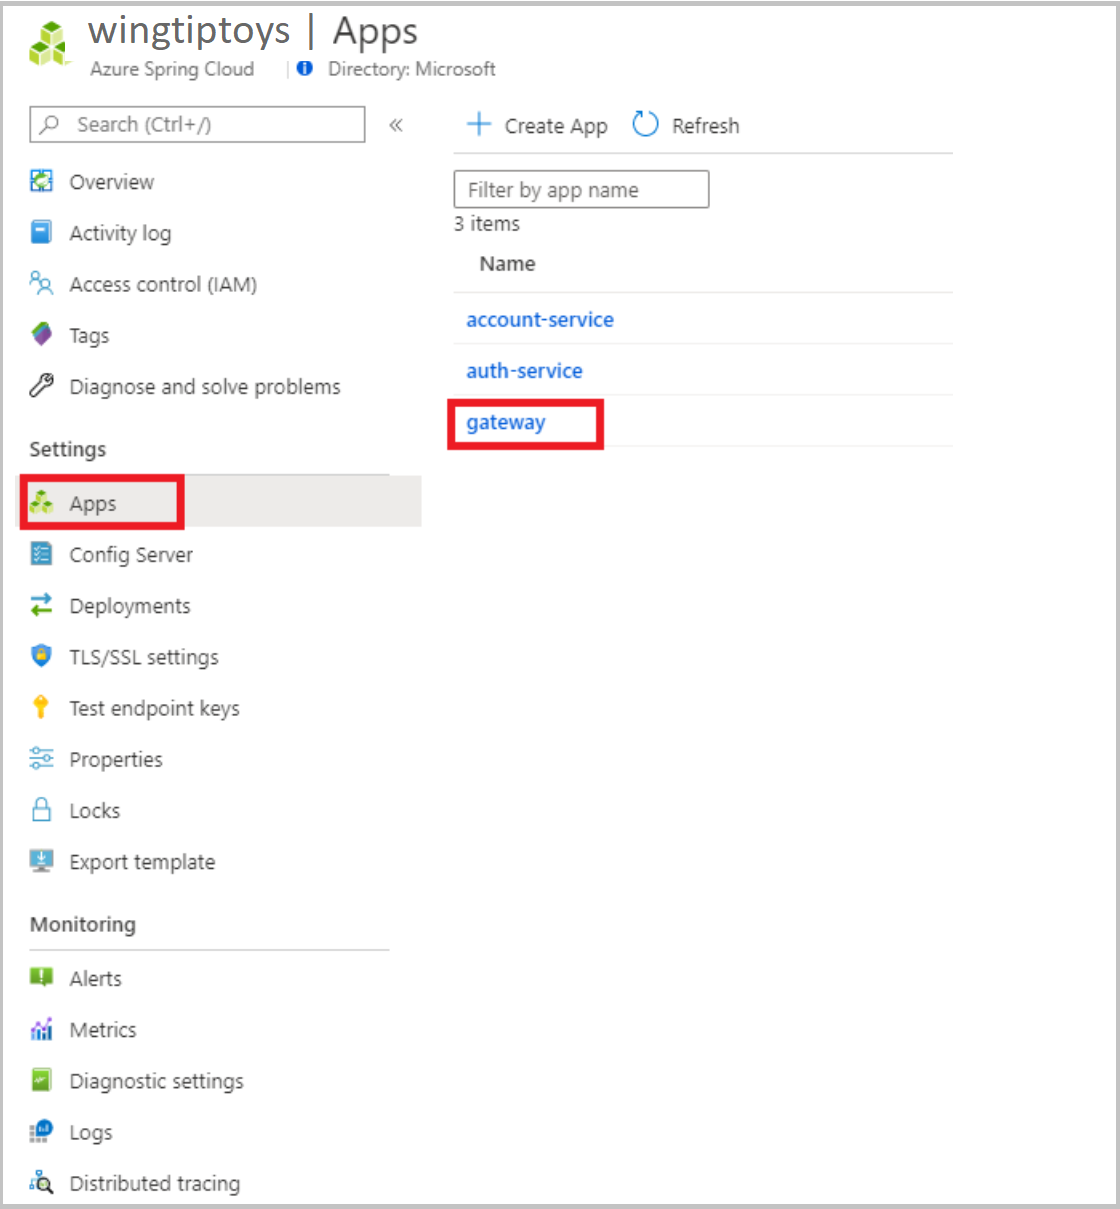 wingtiptoys | Apps
Azure Spring Cloud | Directory: Microsoft
Search (Ctrl+/)
«
Overview
Activity log
Access control (IAM)
Tags
Diagnose and solve problems
Settings
Apps
Config Server
Deployments
TLS/SSL settings
Test endpoint keys
Properties
Locks
Export template
Monitoring
Alerts
Metrics
Diagnostic settings
Logs
Distributed tracing
Create App Refresh
Filter by app name
3 items
Name
account-service
auth-service
gateway